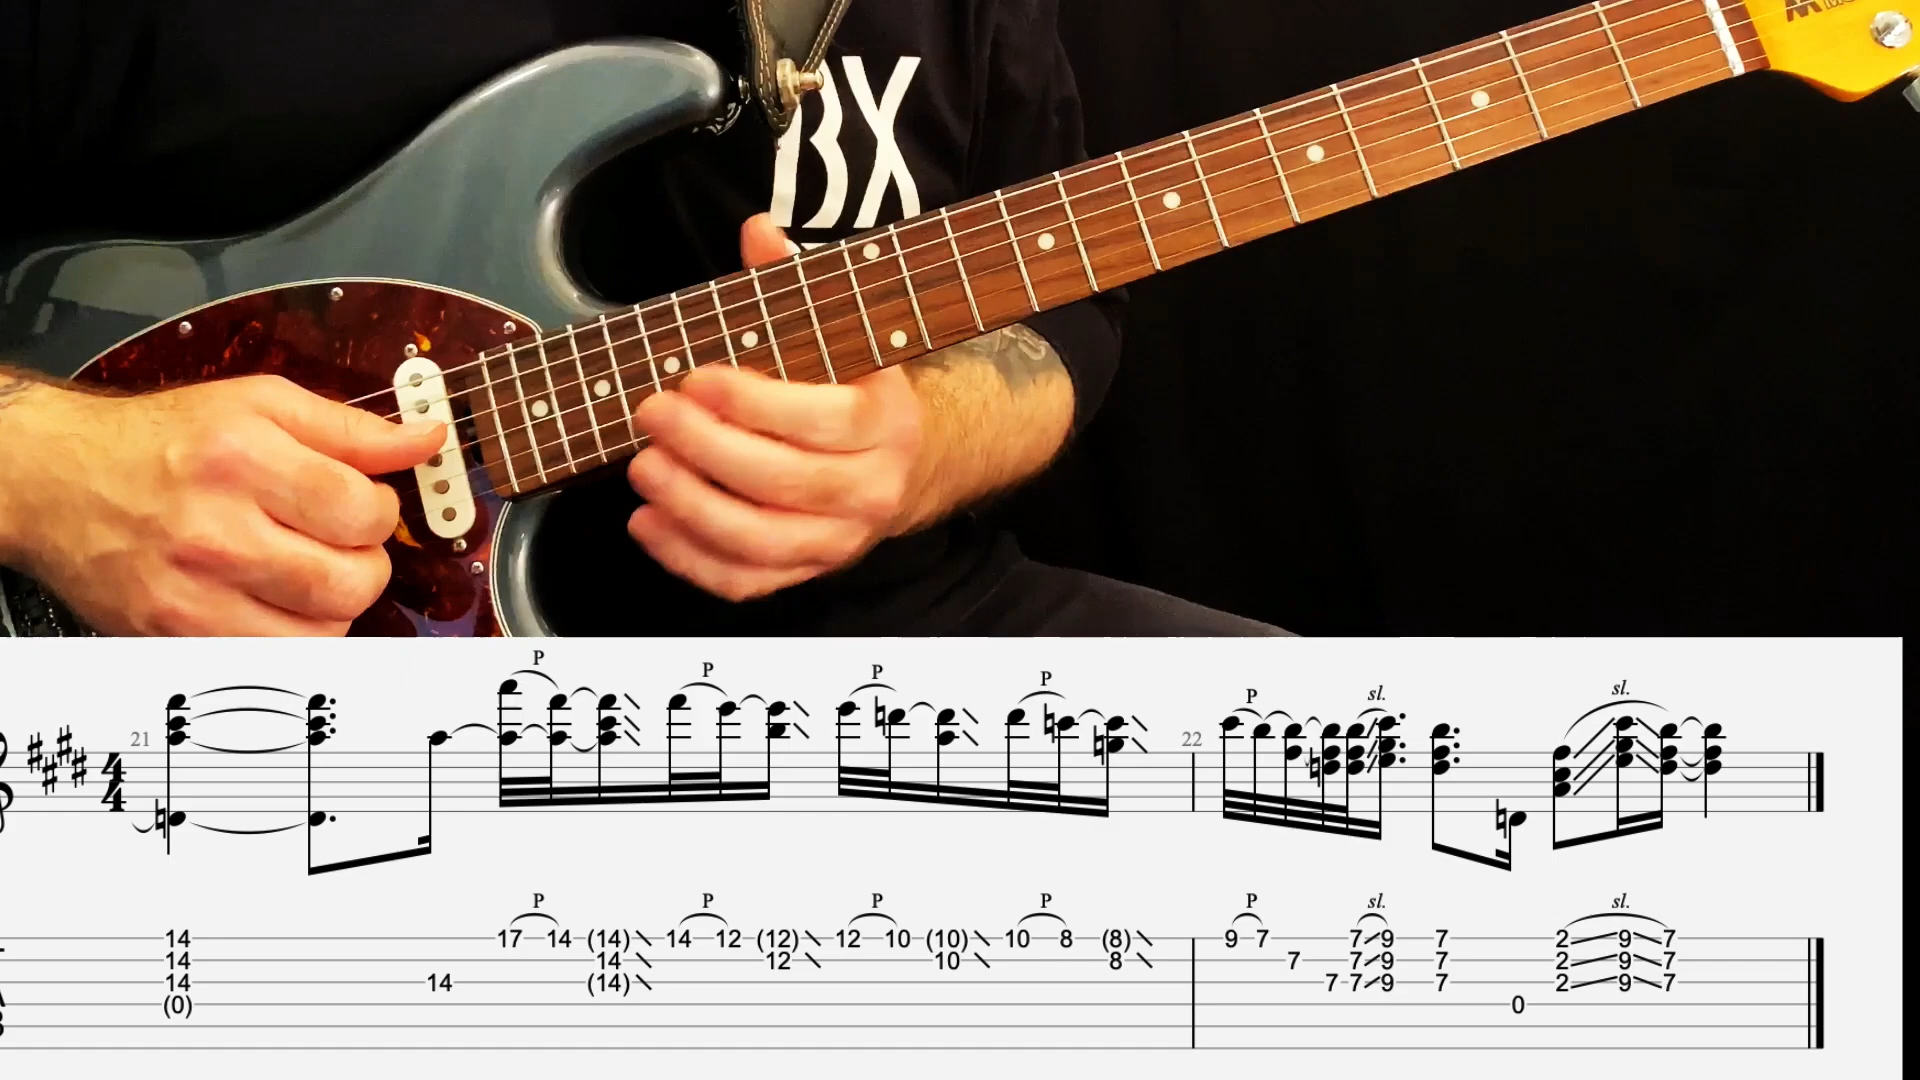 BX
P P P P P sl. sl.
21 22
4
4
P P P P P sl. sl.
14 17 14 (14) 14 12 (12) 12 10 (10) 10 8 (8) 9 7 7 9 7 2 9 7
14 14 12 10 8 7 7 9 7 2 9 7
14 14 (14) 7 7 9 7 2 9 7
(0) 0